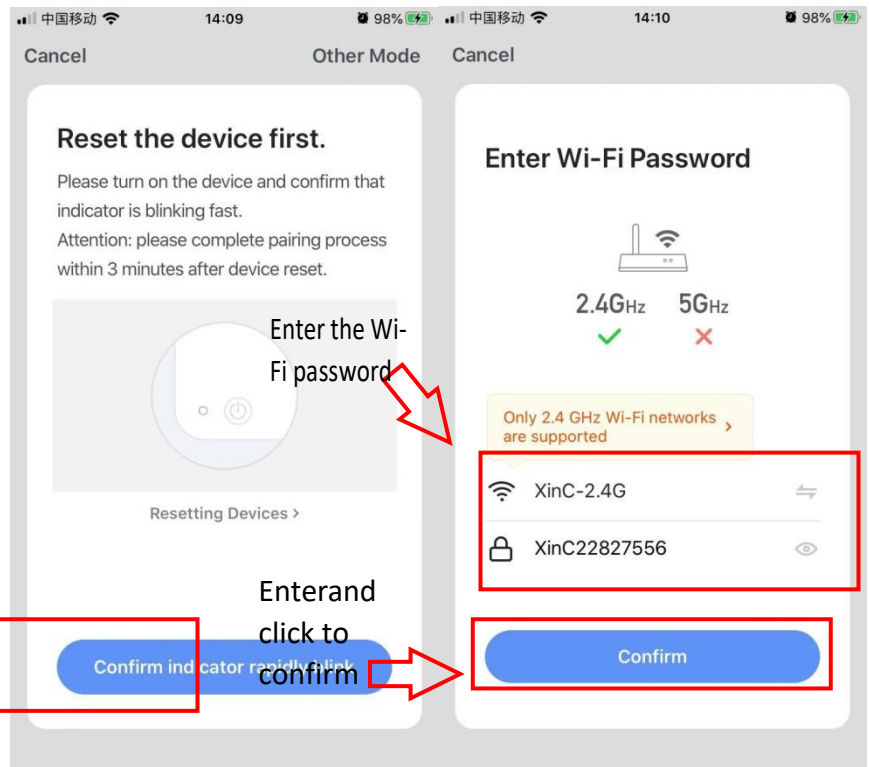 中国移动 14:09 98%
Cancel Other Mode
Reset the device first.
Please turn on the device and confirm that
indicator is blinking fast.
Attention: please complete pairing process
within 3 minutes after device reset.
Enter the Wi-
Fi password
Resetting Devices >
Enterand
click to
confirm
Confirm indicator rapidly blink
中国移动 14:10 98%
Cancel
Enter Wi-Fi Password
2.4GHz 5GHz
Only 2.4 GHz Wi-Fi networks >
are supported
XinC-2.4G
XinC22827556
Confirm